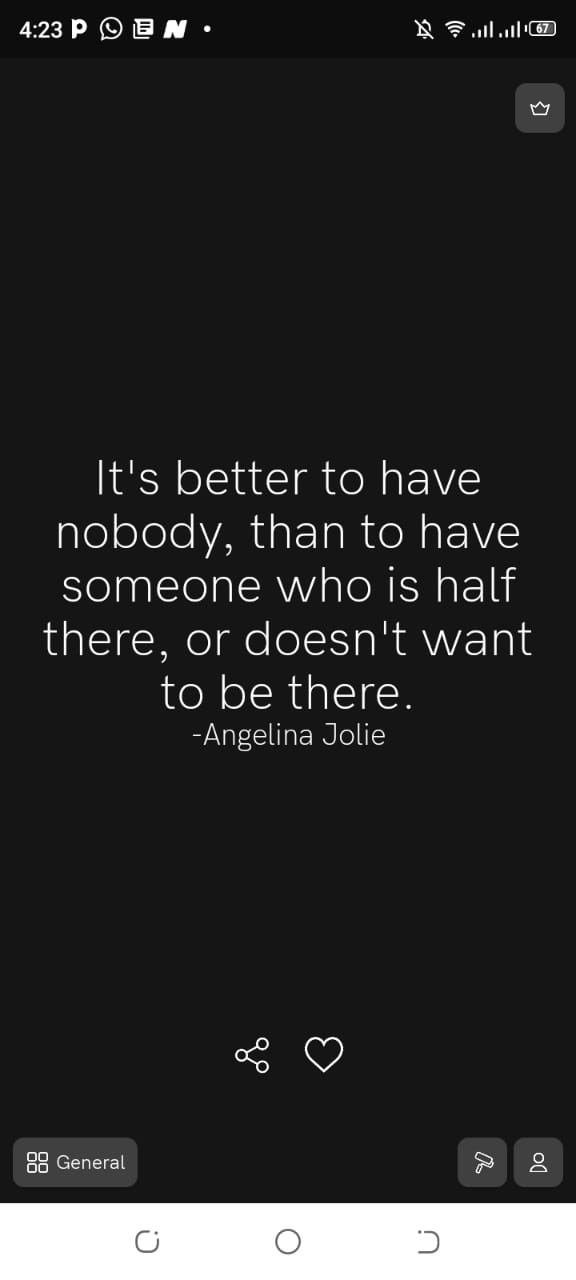 4:23
67
It's better to have
nobody, than to have
someone who is half
there, or doesn't want
to be there.
-Angelina Jolie
General